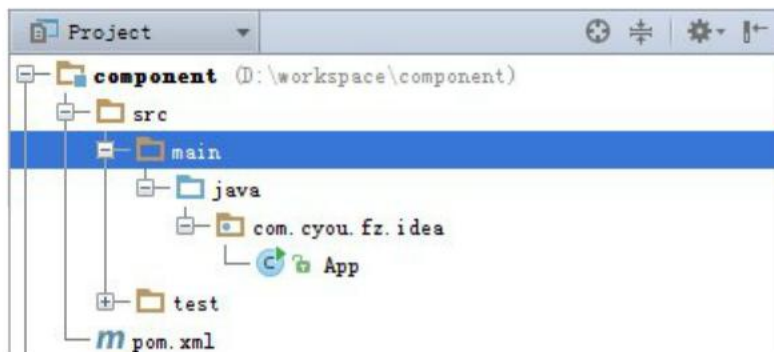 Project
component (D:\workspace\component)
src
main
java
com.cyou.fz.idea
App
test
m pom.xml